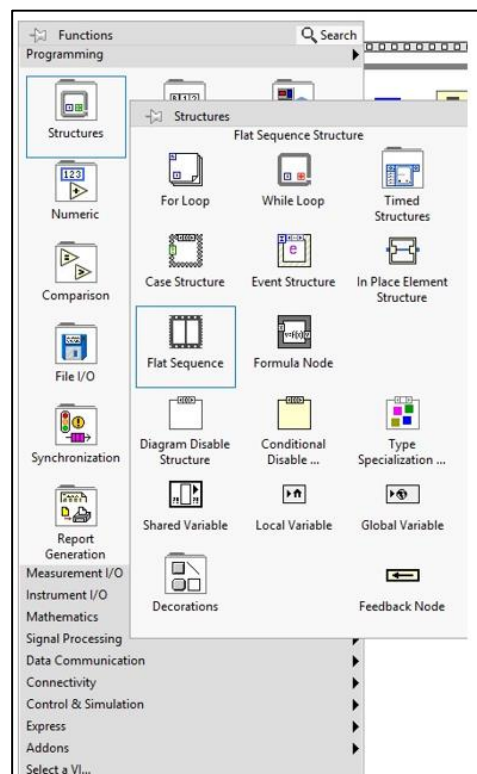 Functions
Search
Programming
Structures
Numeric
Comparison
File I/O
Synchronization
Report
Generation
Structures
Flat Sequence Structure
For Loop
While Loop
Timed
Structures
Case Structure
Event Structure
In Place Element
Structure
Flat Sequence
Formula Node
Diagram Disable
Structure
Conditional
Disable ...
Type
Specialization ...
Shared Variable
Local Variable
Global Variable
Decorations
Feedback Node
Measurement I/O
Instrument I/O
Mathematics
Signal Processing
Data Communication
Connectivity
Control & Simulation
Express
Addons
Select a VI...